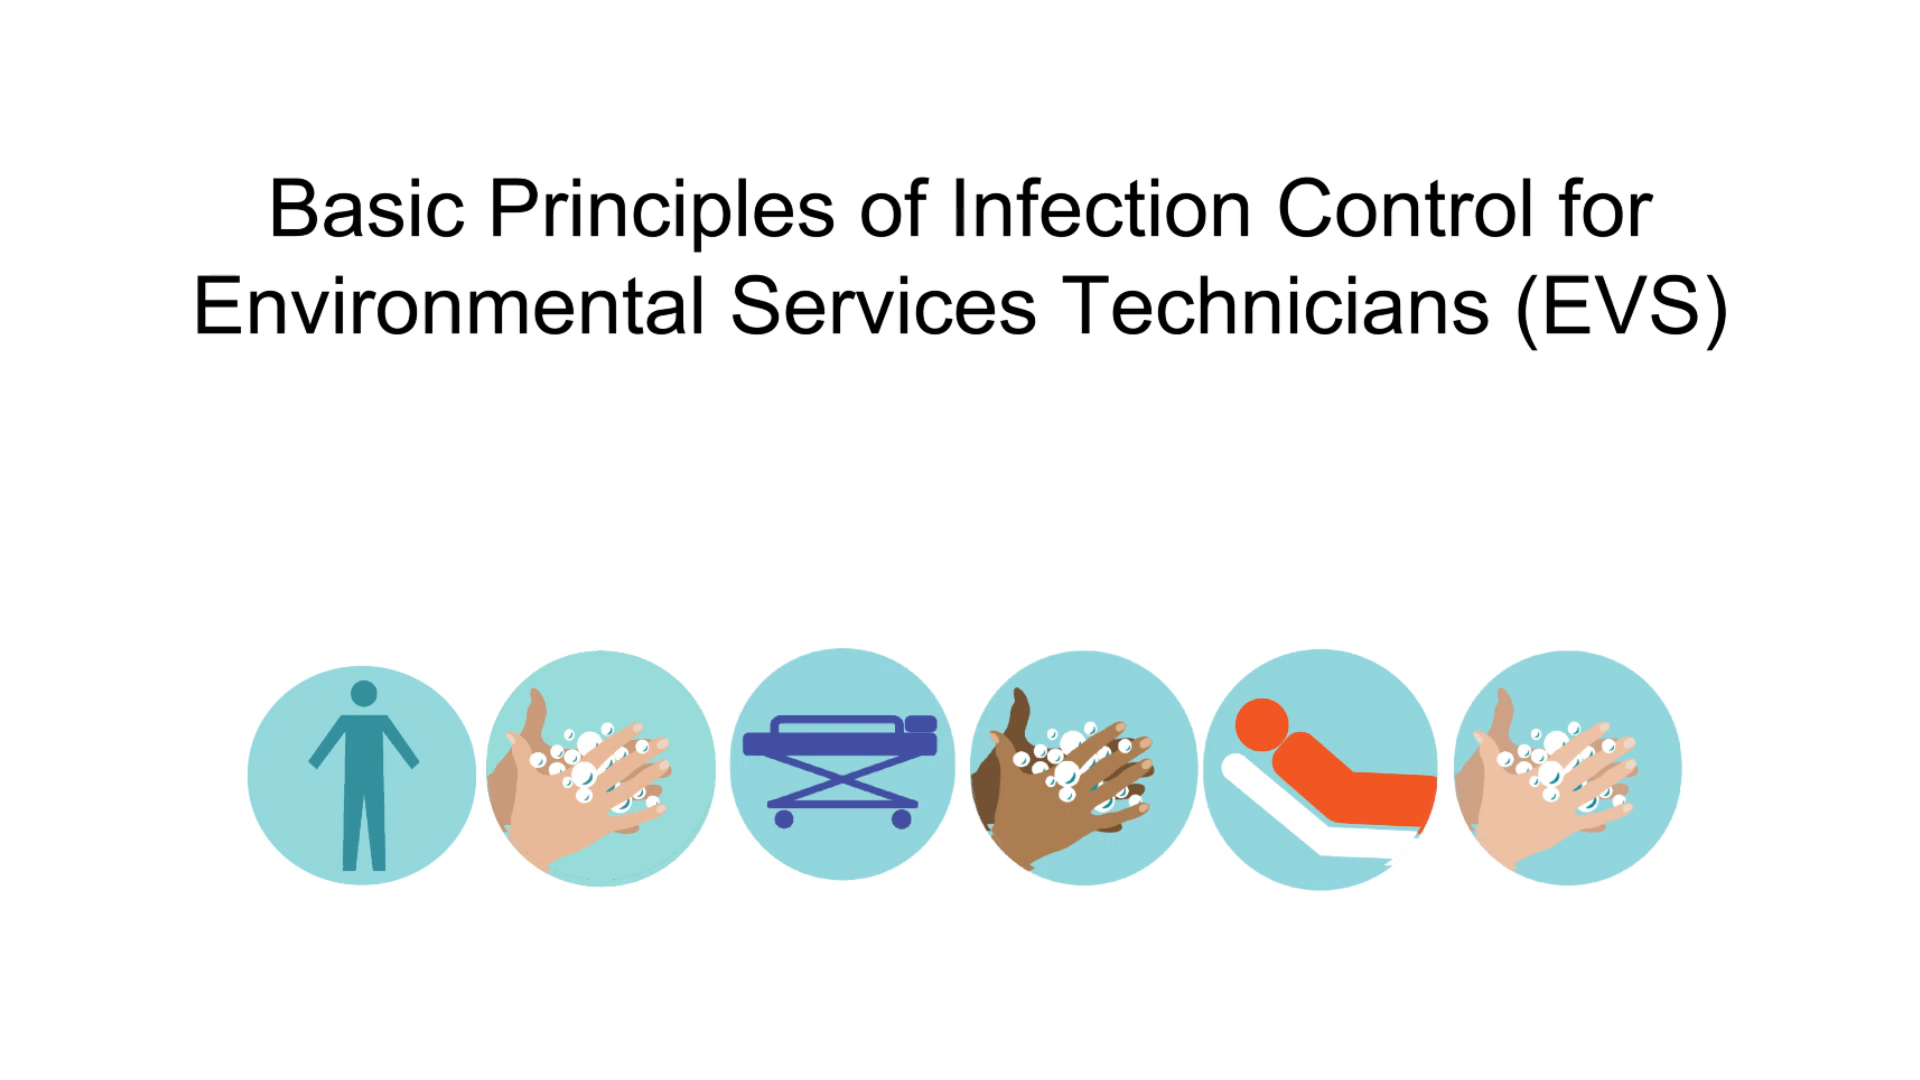 Basic Principles of Infection Control for
Environmental Services Technicians (EVS)